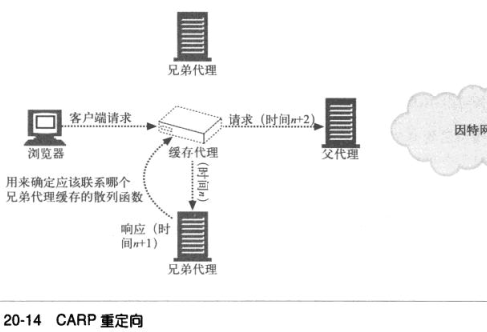 兄弟代理
客户端请求
请求（时间n+2）
浏览器
缓存代理
父代理
因特网
（时间n）
用来确定应该联系哪个
兄弟代理缓存的散列函数
响应（时
间n+1）
兄弟代理
20-14 CARP 重定向